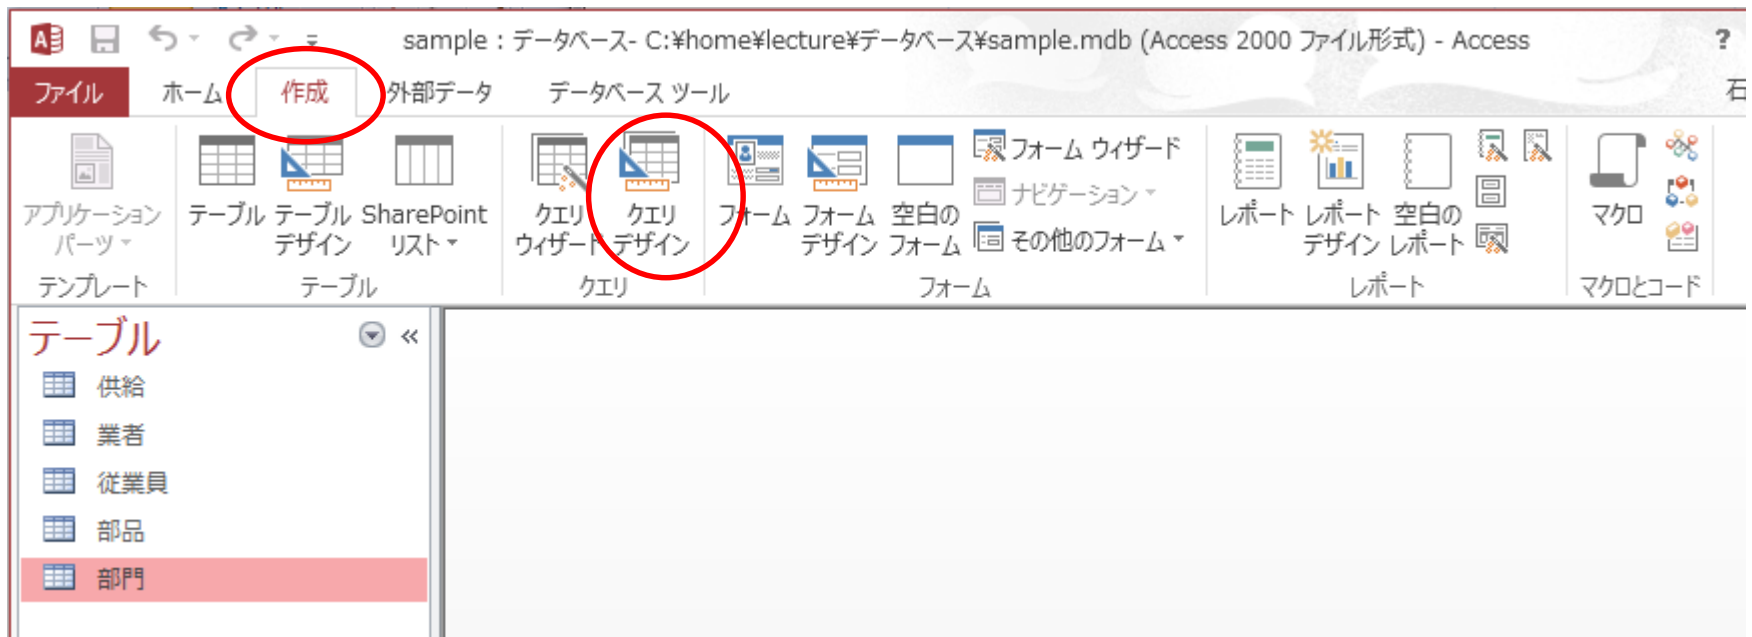 sample : データベース- C:¥home¥lecture¥データベース¥sample.mdb (Access 2000 ファイル形式) - Access ?
ファイル ホーム 作成 外部データ データベース ツール 石
アプリケーション
パーツ
テンプレート
テーブル
テーブル
デザイン
SharePoint
リスト
テーブル
クエリ
ウィザード
クエリ
デザイン
クエリ
フォーム
フォーム
デザイン
空白の
フォーム
フォーム ウィザード
ナビゲーション
その他のフォーム
フォーム
レポート
レポート
デザイン
空白の
レポート
レポート
マクロ
マクロとコード
テーブル
供給
業者
従業員
部品
部門